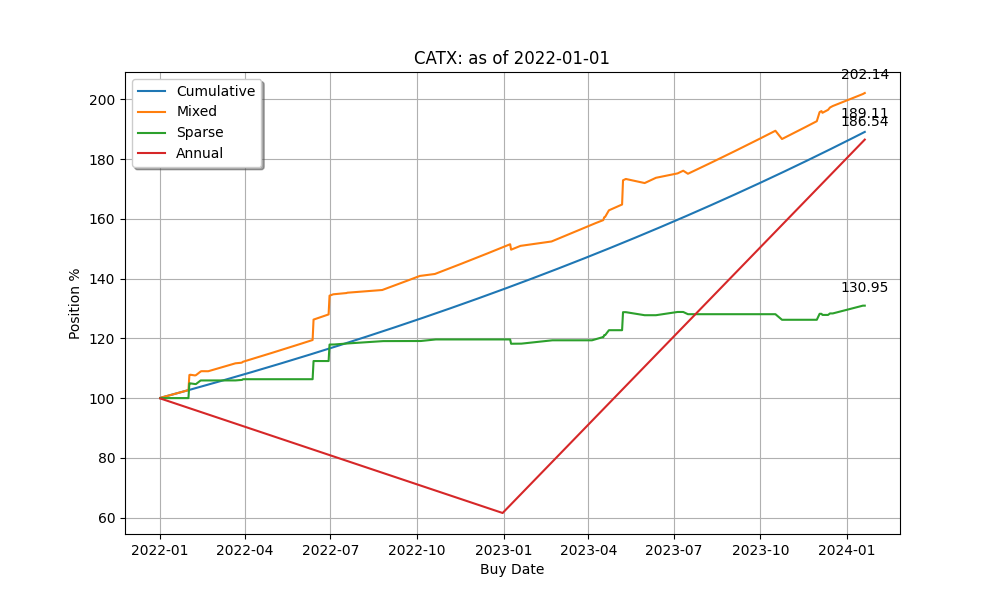 CATX: as of 2022-01-01
202.14
189.11
186.54
130.95
Cumulative
Mixed
Sparse
Annual
Position %
200
180
160
140
120
100
80
60
2022-01 2022-04 2022-07 2022-10 2023-01 2023-04 2023-07 2023-10 2024-01
Buy Date